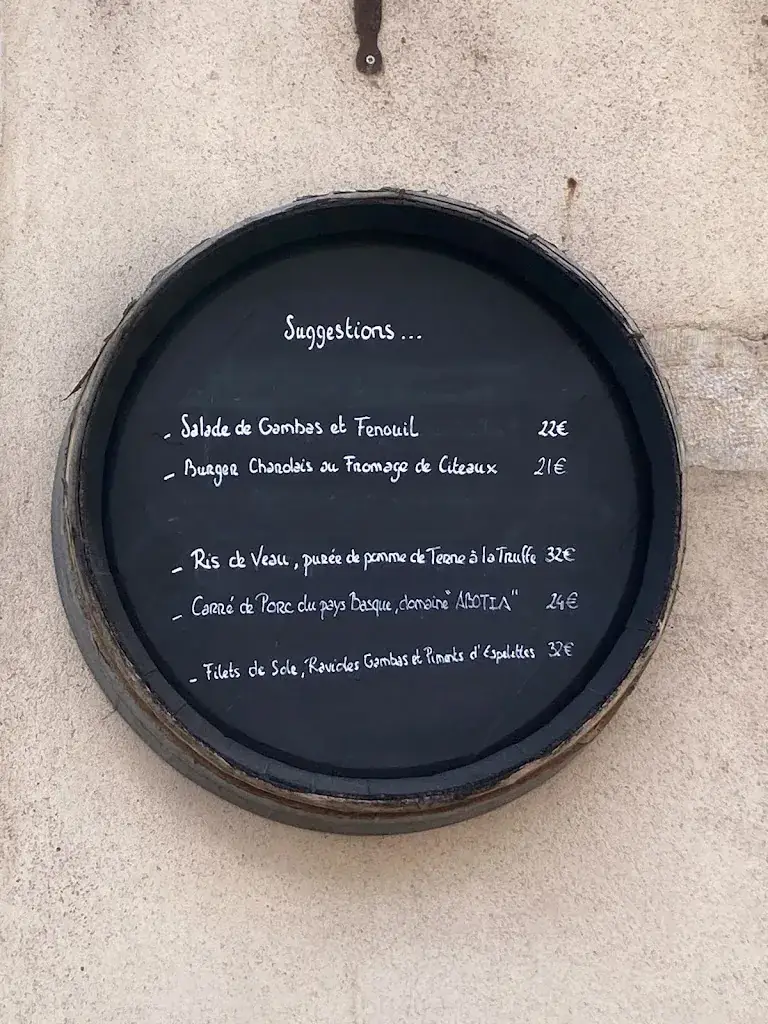 Suggestions...
- Salade de Gambas et Fenouil 22€
- Burger Charolais au Fromage de Citeaux 21€
- Ris de Veau, purée de pomme de Terre à la Truffe 32€
- Carré de Porc du pays Basque, domaine "ABOTIA" 24€
- Filets de Sole, Ravioles Gambas et Piments d'Espelettes 32€